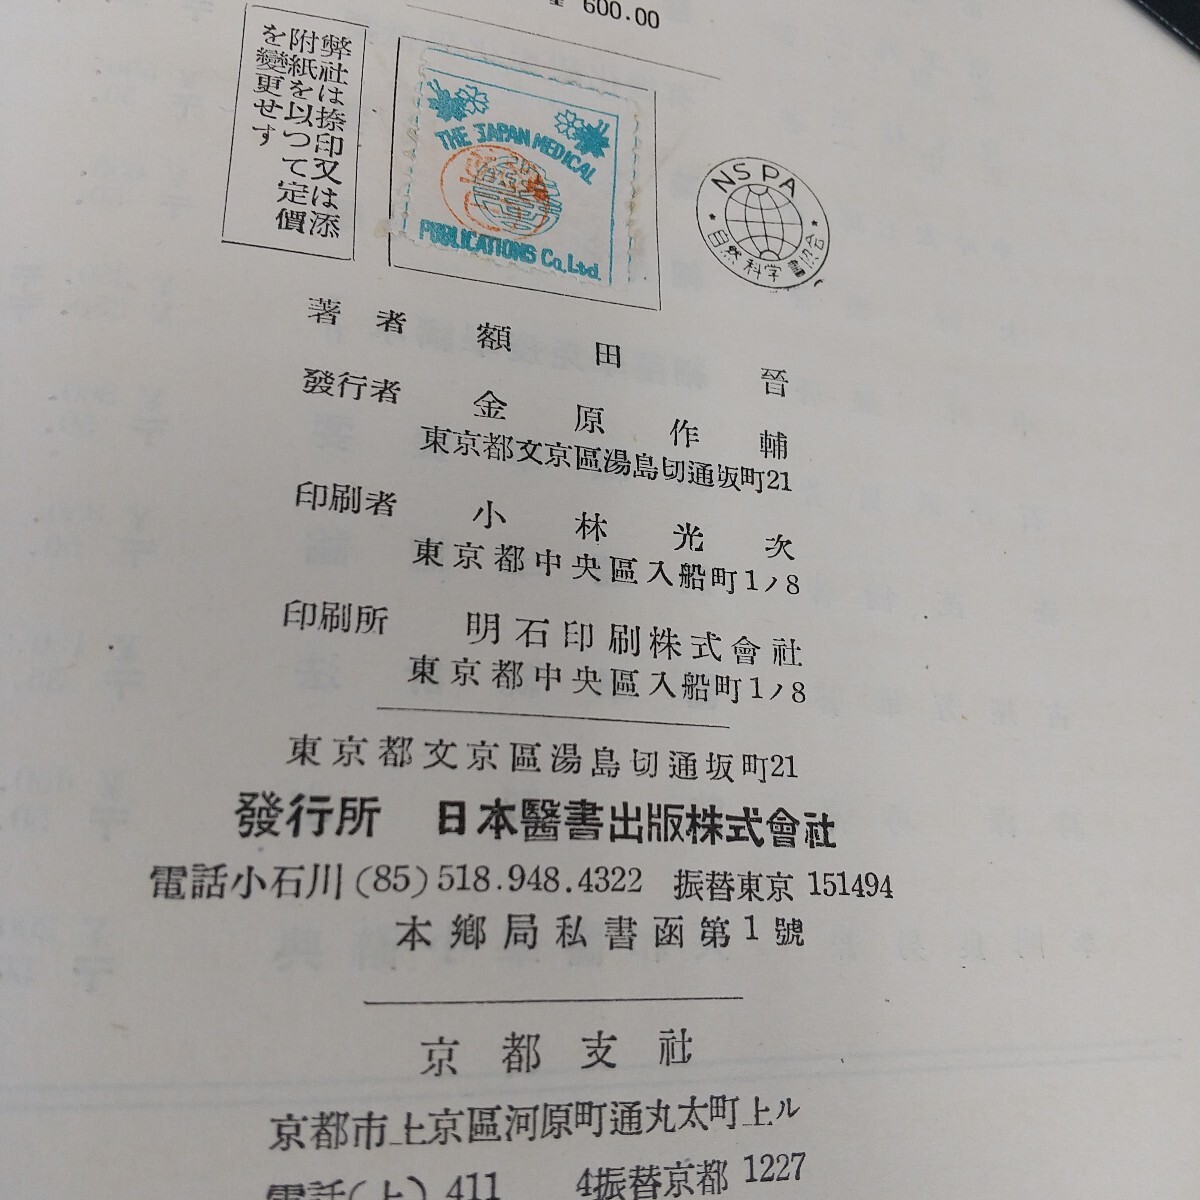 600.00
弊社は捺印又は添
附紙を以つて定價
を變更せす
THE JAPAN MEDICAL
PUBLICATIONS Co., Ltd.
NSPA
自然科学書協会
著者 額田 晉
發行者 金原作輔
東京都文京區湯島切通坂町21
印刷者 小林光次
東京都中央區入船町1ノ8
印刷所 明石印刷株式會社
東京都中央區入船町1ノ8
東京都文京區湯島切通坂町21
發行所 日本醫書出版株式會社
電話小石川(85)518.948.4322 振替東京 151494
本鄕局私書函第1號
京都支社
京都市上京區河原町通丸太町上ル
電話(上)411 4振替京都 1227